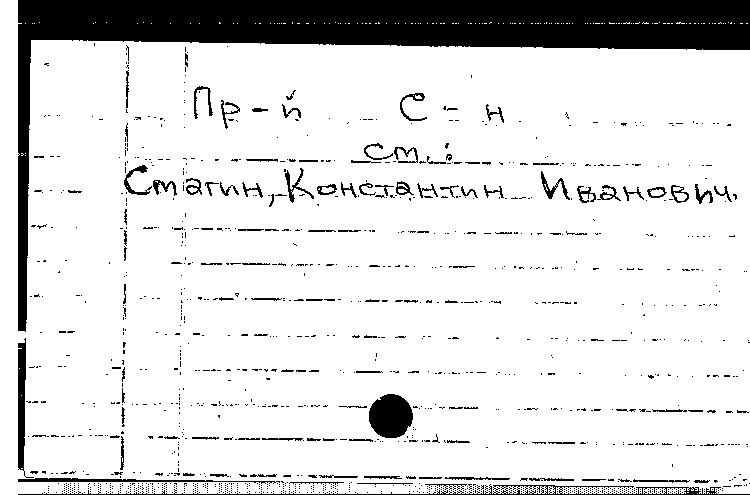 Пр-й С-н
см.:
Стагин, Константин Иванович.